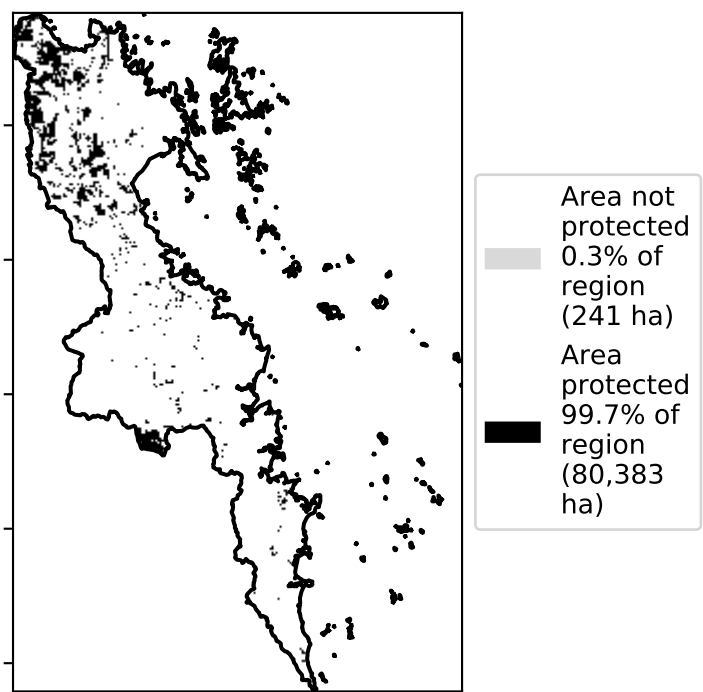 Area not
protected
0.3% of
region
(241 ha)
Area
protected
99.7% of
region
(80,383
ha)